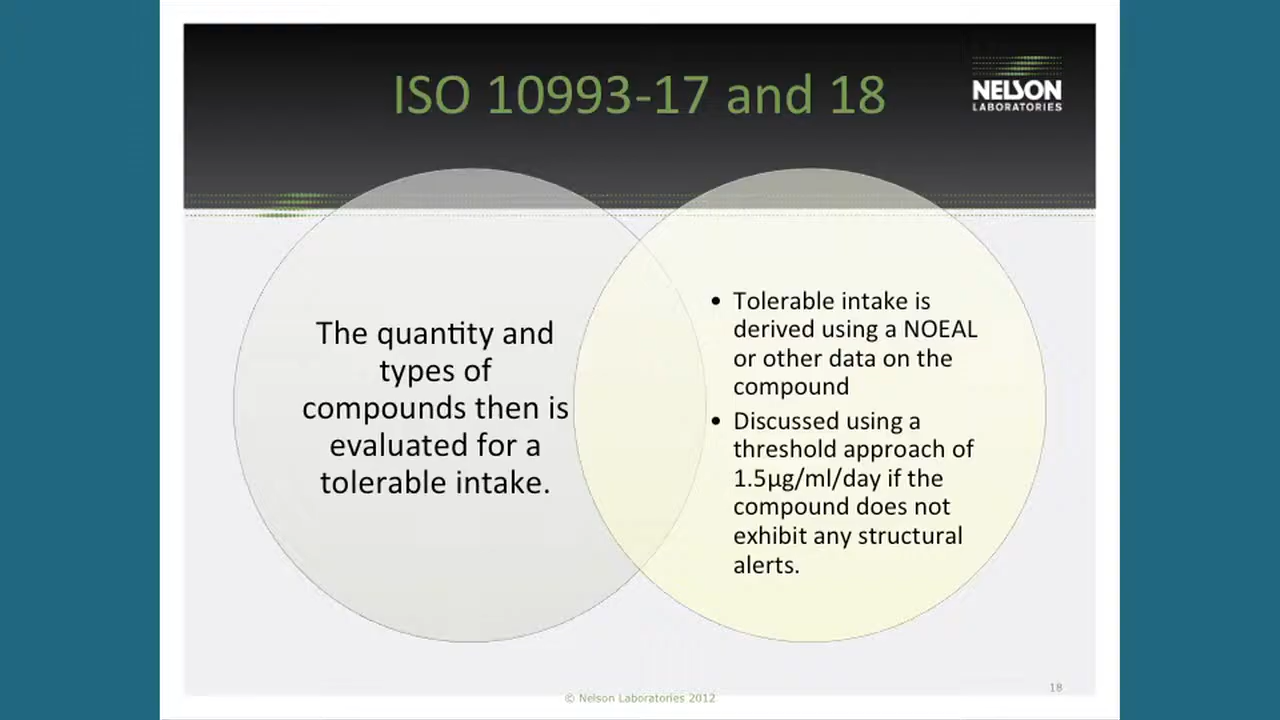 ISO 10993-17 and 18
NELSON
LABORATORIES
The quantity and
types of
compounds then is
evaluated for a
tolerable intake.
• Tolerable intake is
derived using a NOEAL
or other data on the
compound
• Discussed using a
threshold approach of
1.5µg/ml/day if the
compound does not
exhibit any structural
alerts.
18
© Nelson Laboratories 2012